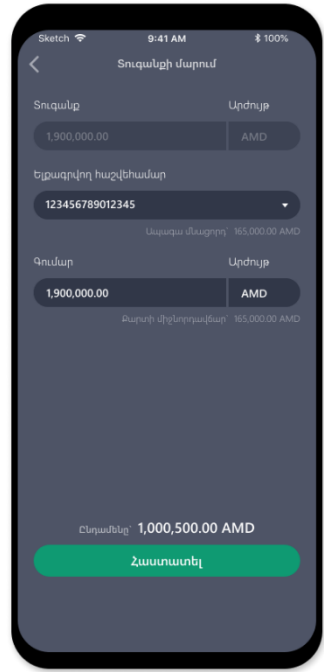 Sketch 9:41 AM 100%
Տուգանքի մարում
Տուգանք Արժույթ
1,900,000.00 AMD
Ելքագրվող հաշվեհամար
123456789012345
Ապագա մնացորդ՝ 165,000.00 AMD
Գումար Արժույթ
1,900,000.00 AMD
Քարտի միջնորդավճար՝ 165,000.00 AMD
Ընդամենը՝ 1,000,500.00 AMD
Հաստատել